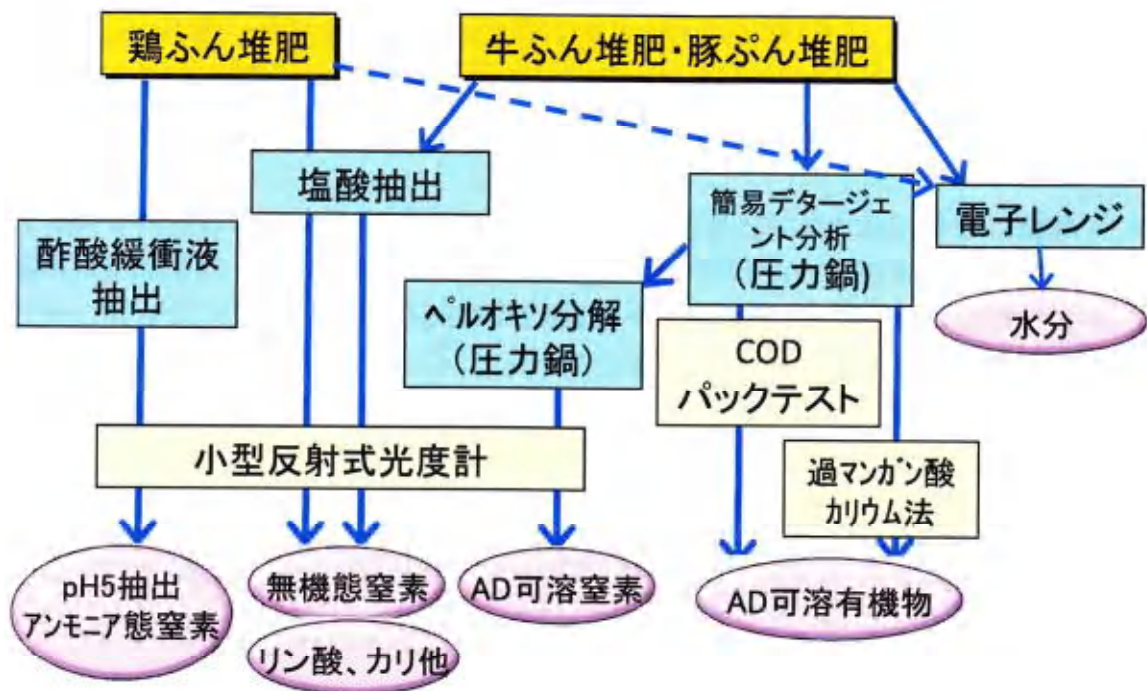 鶏ふん堆肥
牛ふん堆肥・豚ぷん堆肥
塩酸抽出
簡易デタージェ
ント分析
(圧力鍋)
電子レンジ
酢酸緩衝液
抽出
ペルオキソ分解
(圧力鍋)
水分
COD
パックテスト
小型反射式光度計
過マンガン酸
カリウム法
pH5抽出
アンモニア態窒素
無機態窒素
AD可溶窒素
AD可溶有機物
リン酸、カリ他